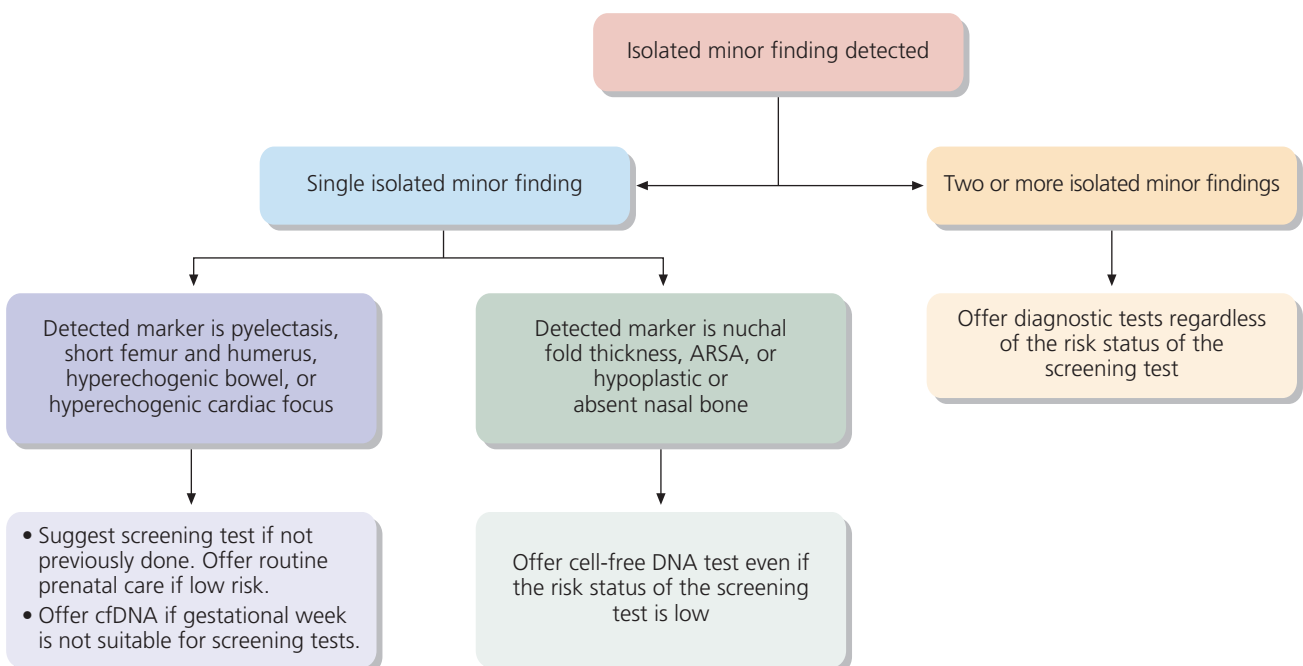 Isolated minor finding detected
Single isolated minor finding
Two or more isolated minor findings
Detected marker is pyelectasis,
short femur and humerus,
hyperechogenic bowel, or
hyperechogenic cardiac focus
Detected marker is nuchal
fold thickness, ARSA, or
hypoplastic or
absent nasal bone
Offer diagnostic tests regardless
of the risk status of the
screening test
• Suggest screening test if not
previously done. Offer routine
prenatal care if low risk.
• Offer cfDNA if gestational week
is not suitable for screening tests.
Offer cell-free DNA test even if
the risk status of the screening
test is low